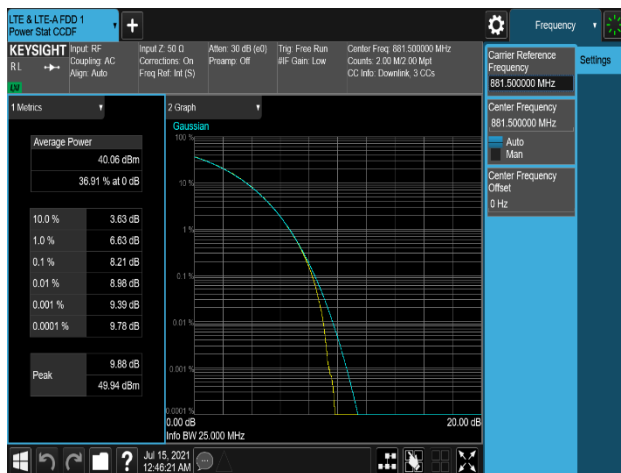 LTE & LTE-A FDD 1
Power Stat CCDF
Frequency
KEYSIGHT
RL
Input: RF
Coupling: AC
Align: Auto
Input Z: 50 Ω
Corrections: On
Freq Ref: Int (S)
Atten: 30 dB (e0)
Preamp: Off
Trig: Free Run
#IF Gain: Low
Center Freq: 881.500000 MHz
Counts: 2.00 M/2.00 Mpt
CC Info: Downlink, 3 CCs
LXI
1 Metrics
Average Power
40.06 dBm
36.91 % at 0 dB
10.0 % 3.63 dB
1.0 % 6.63 dB
0.1 % 8.21 dB
0.01 % 8.98 dB
0.001 % 9.39 dB
0.0001 % 9.78 dB
Peak
9.88 dB
49.94 dBm
2 Graph
Gaussian
100 %
10 %
1 %
0.1 %
0.01 %
0.001 %
0.0001 %
0.00 dB
20.00 dB
Info BW 25.000 MHz
Carrier Reference
Frequency
881.500000 MHz
Center Frequency
881.500000 MHz
Auto
Man
Center Frequency
Offset
0 Hz
Settings
?
Jul 15, 2021
12:46:21 AM